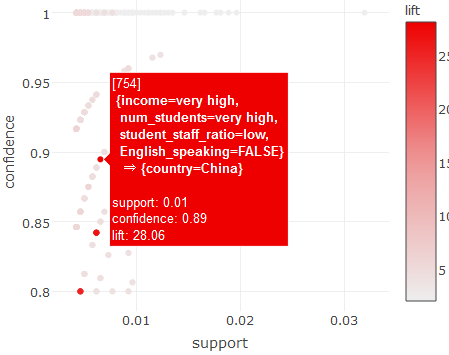 lift
1
0.95
0.9
0.85
0.8
confidence
[754]
{income=very high,
num_students=very high,
student_staff_ratio=low,
English_speaking=FALSE}
⇒ {country=China}
support: 0.01
confidence: 0.89
lift: 28.06
25
20
15
10
5
0.01
0.02
0.03
support